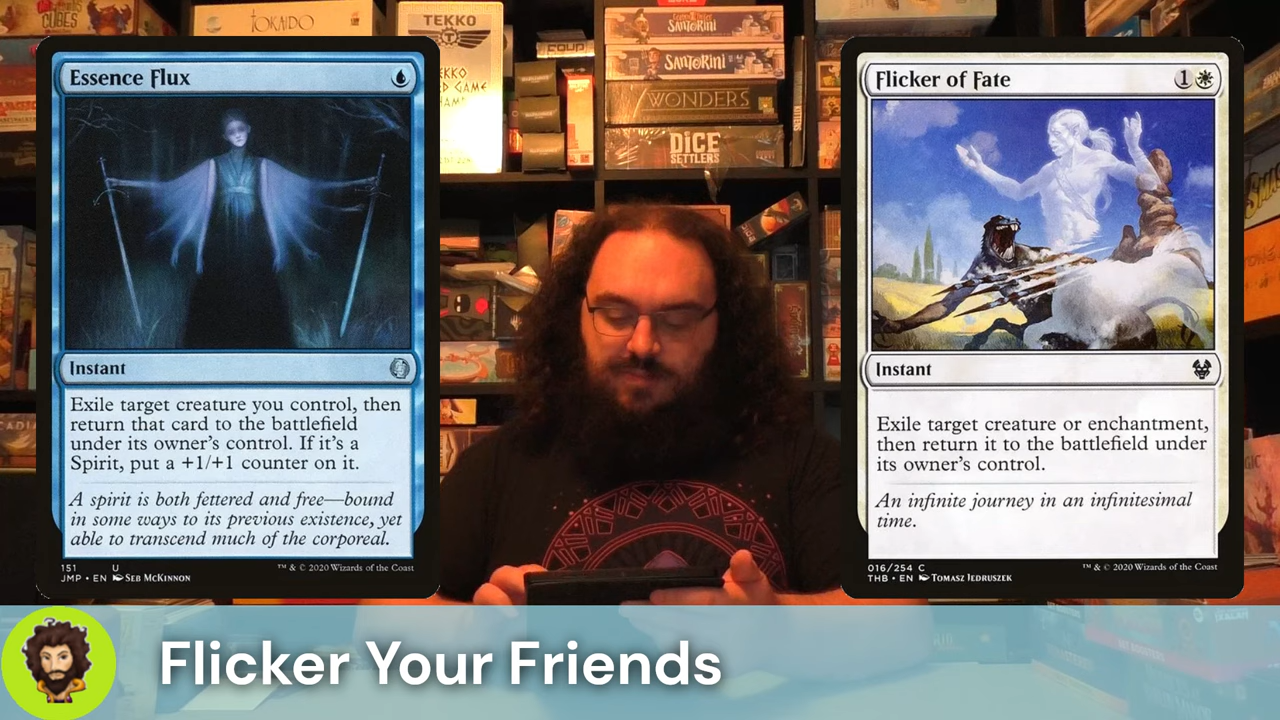 Essence Flux
Instant
Exile target creature you control, then
return that card to the battlefield
under its owner's control. If it's a
Spirit, put a +1/+1 counter on it.
A spirit is both fettered and free—bound
in some ways to its previous existence, yet
able to transcend much of the corporeal.
151 U
JMP • EN Seb McKinnon
™ & © 2020 Wizards of the Coast
TOKAIDO
TEKKO
SANTORINI
SANTORINI
WONDERS
DiCE
SETTLERS
Flicker of Fate
1
Instant
Exile target creature or enchantment,
then return it to the battlefield under
its owner's control.
An infinite journey in an infinitesimal
time.
016/254 C
THB • EN Tomasz Jedruszek
™ & © 2020 Wizards of the Coast
Flicker Your Friends